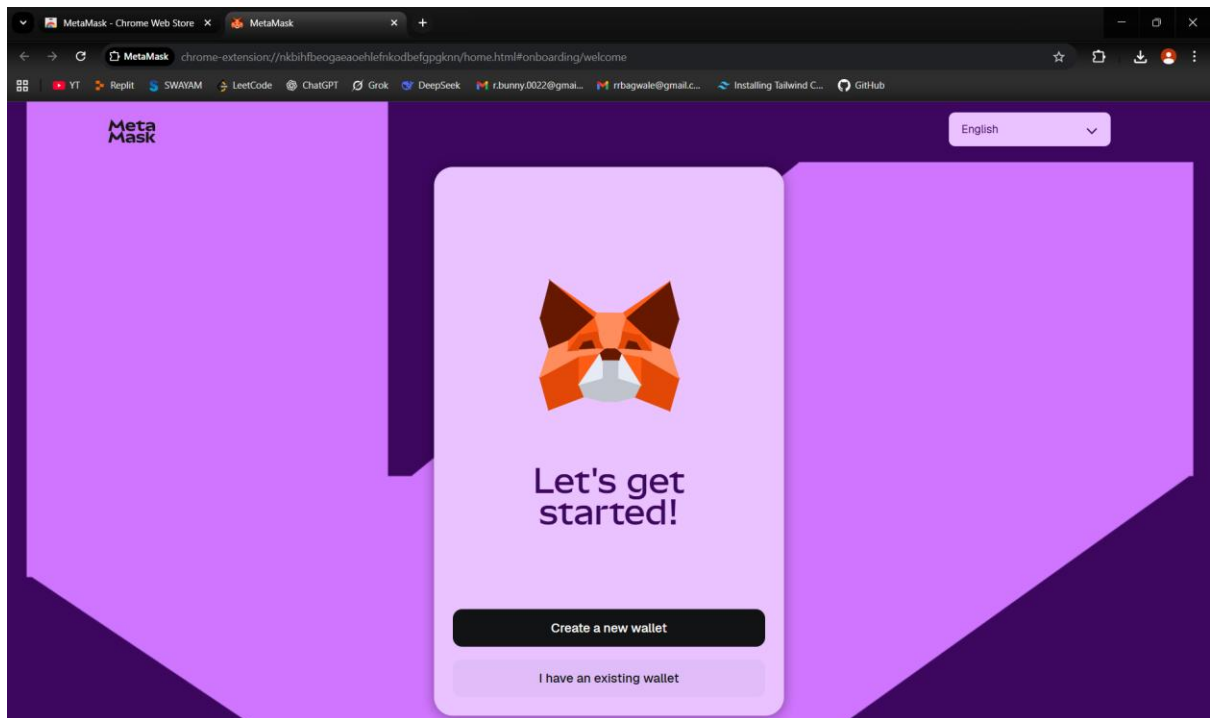 MetaMask - Chrome Web Store
MetaMask
MetaMask chrome-extension://nkbihfbeogaeaoehlefnkodbefgpgknn/home.html#onboarding/welcome
YT Replit SWAYAM LeetCode ChatGPT Grok DeepSeek r.bunny.0022@gmai... rrbagwale@gmail.c... Installing Tailwind C... GitHub
Meta
Mask
English
Let's get
started!
Create a new wallet
I have an existing wallet